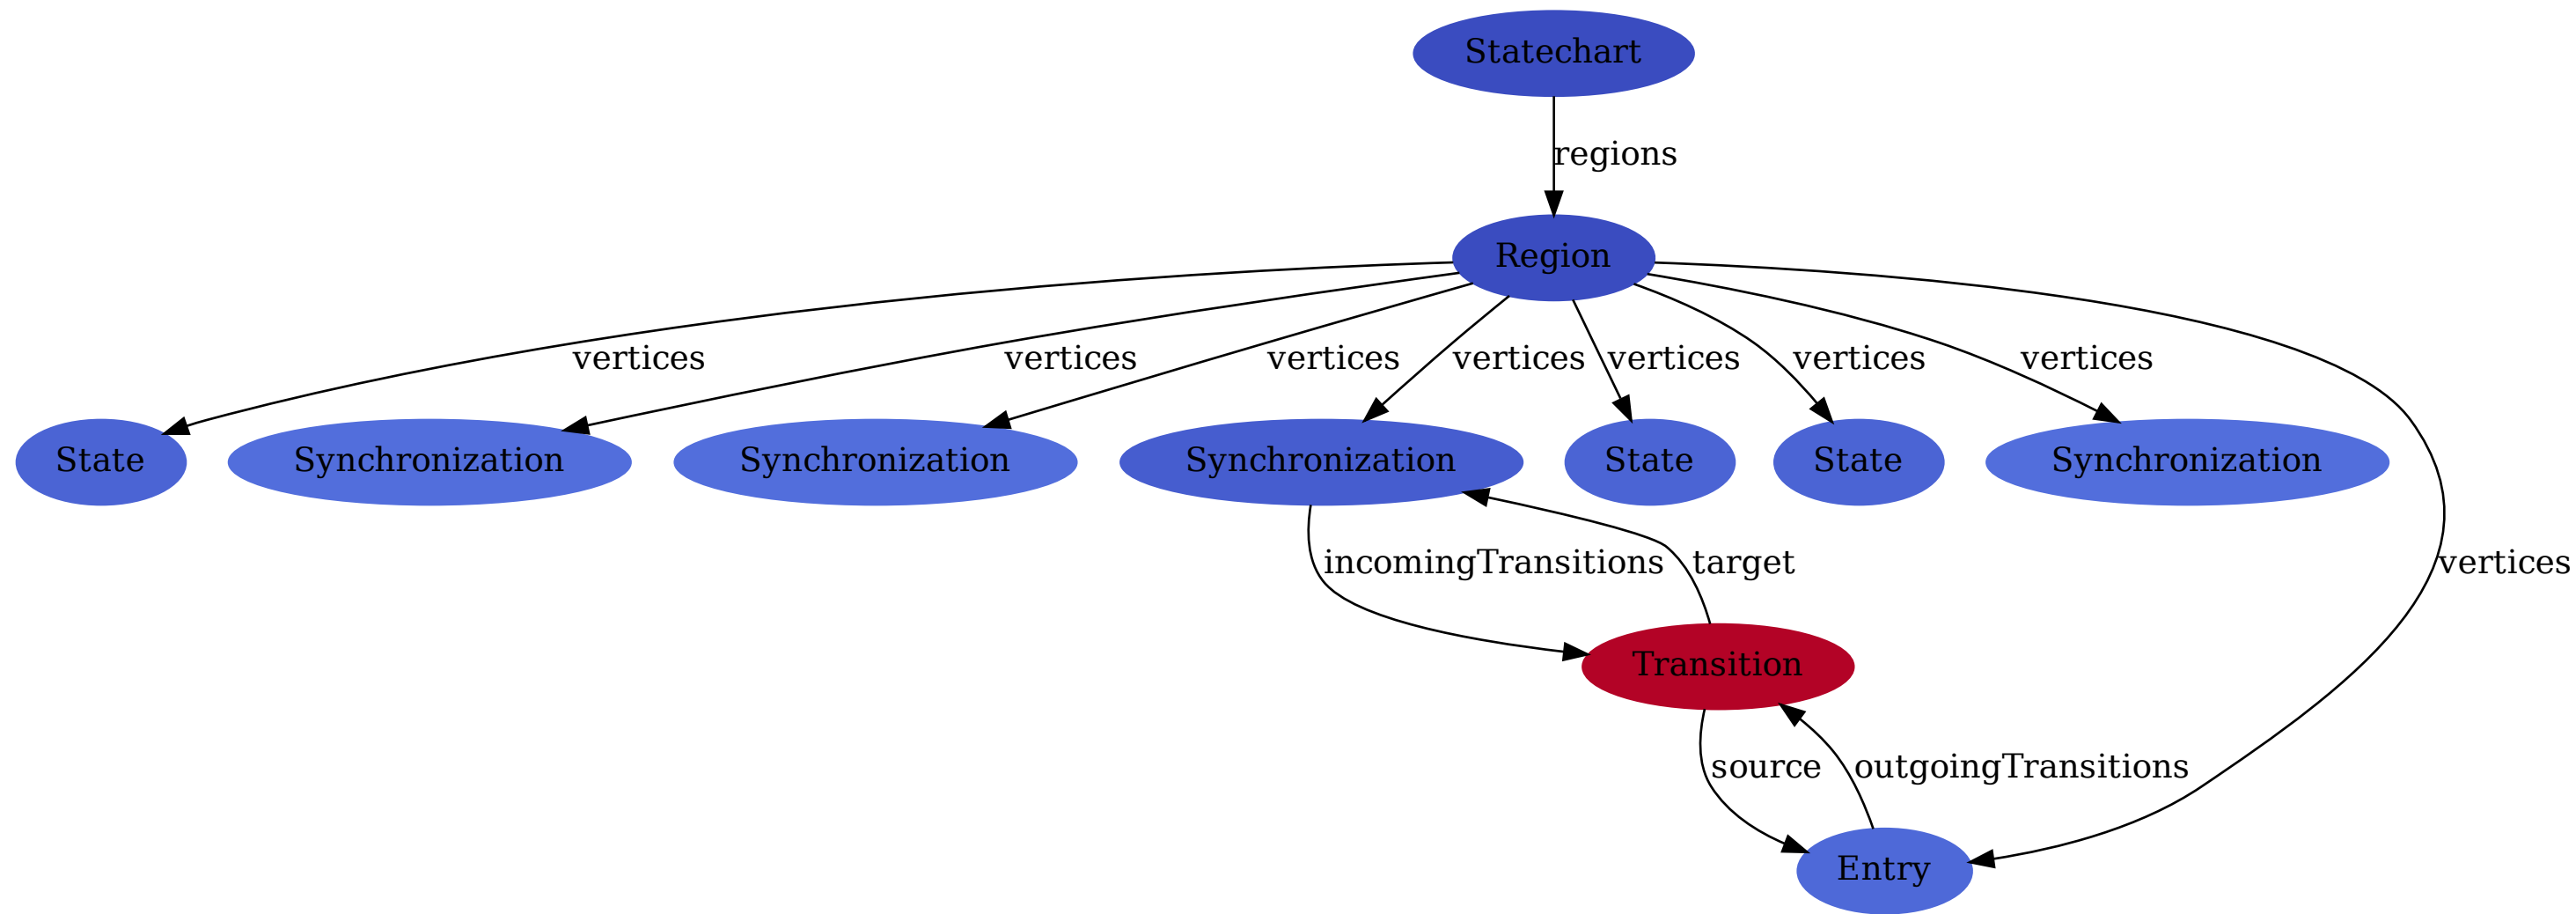 Statechart
regions
Region
vertices
vertices
vertices
vertices
vertices
vertices
vertices
State
Synchronization
Synchronization
Synchronization
State
State
Synchronization
incomingTransitions
target
vertices
Transition
source
outgoingTransitions
Entry